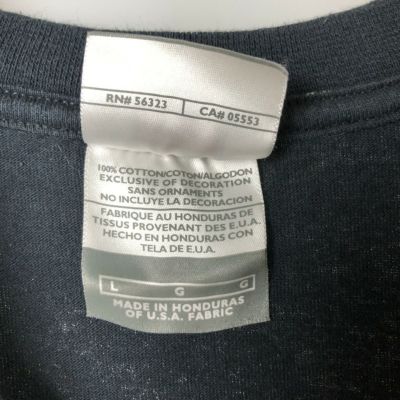 RN# 56323 CA# 05553
100% COTTON/COTON/ALGODON
EXCLUSIVE OF DECORATION
SANS ORNAMENTS
NO INCLUYE LA DECORACION
FABRIQUE AU HONDURAS DE
TISSUS PROVENANT DES E.U.A.
HECHO EN HONDURAS CON
TELA DE E.U.A.
L G G
MADE IN HONDURAS
OF U.S.A. FABRIC